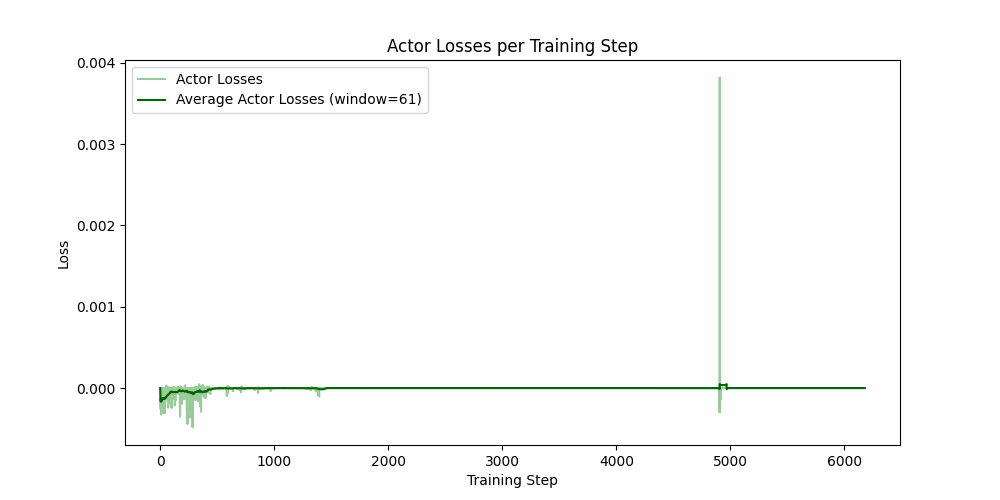 Actor Losses per Training Step
Actor Losses
Average Actor Losses (window=61)
0.004
0.003
0.002
0.001
0.000
Loss
0 1000 2000 3000 4000 5000 6000
Training Step